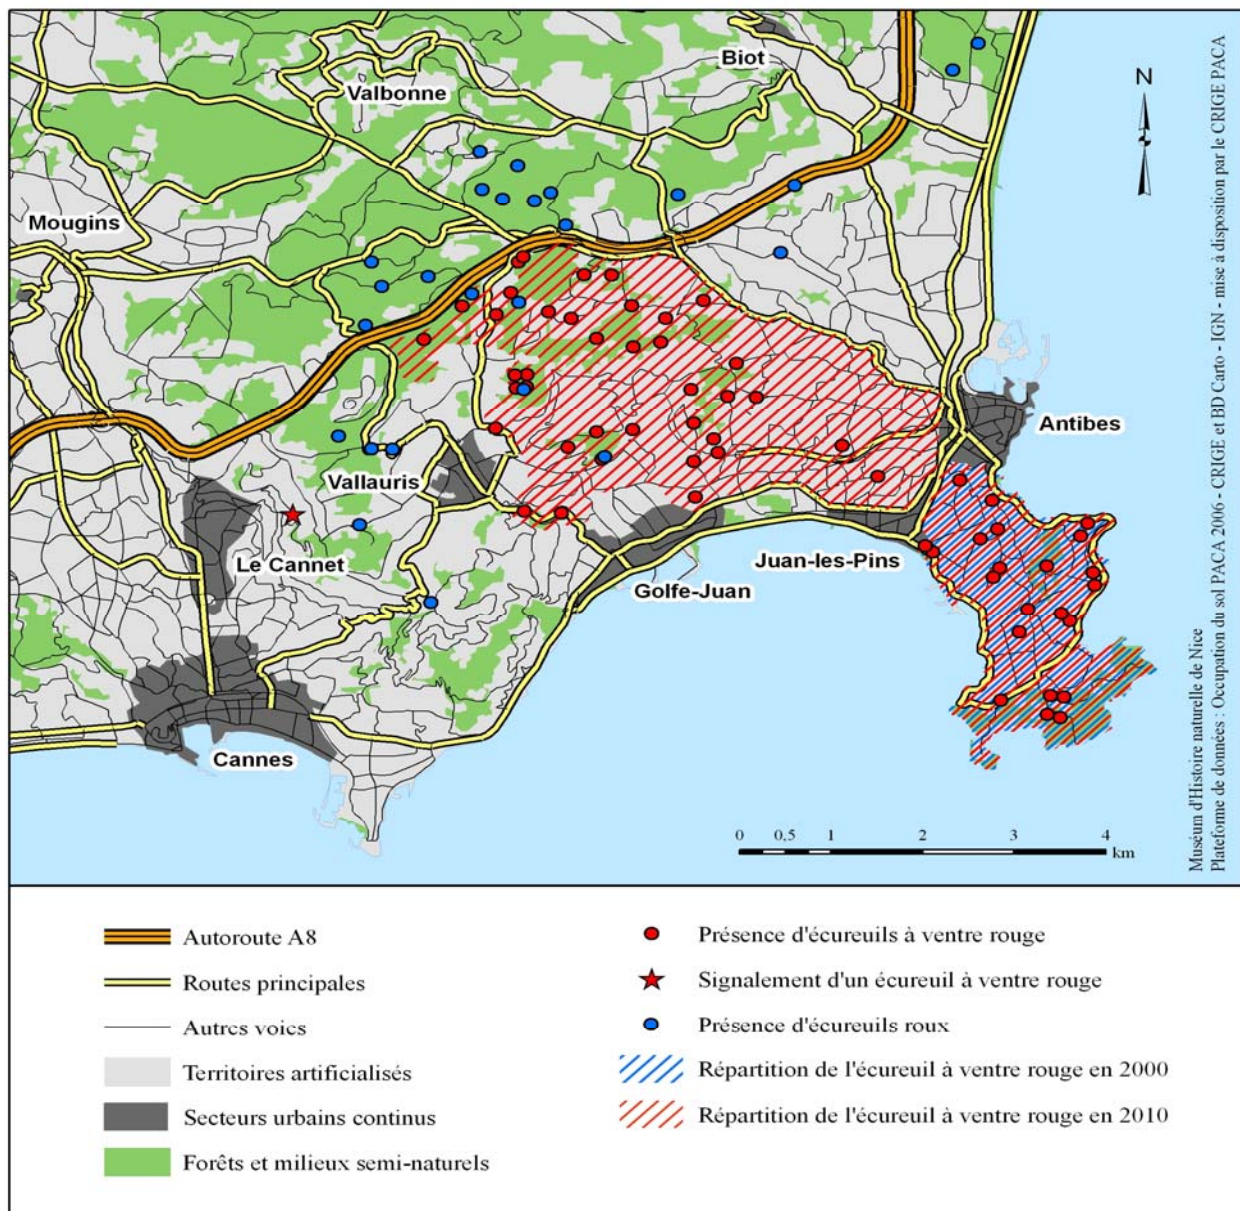 Biot
Valbonne
N
Mougins
Antibes
Vallauris
Le Cannet
Juan-les-Pins
Golfe-Juan
Cannes
0 0,5 1 2 3 4
km
Muséum d'Histoire naturelle de Nice
Plateforme de données : Occupation du sol PACA 2006 - CRIGE et BD Carto - IGN - mise à disposition par le CRIGE PACA
Autoroute A8
Routes principales
Autres voies
Territoires artificialisés
Secteurs urbains continus
Forêts et milieux semi-naturels
Présence d'écureuils à ventre rouge
Signalement d'un écureuil à ventre rouge
Présence d'écureuils roux
Répartition de l'écureuil à ventre rouge en 2000
Répartition de l'écureuil à ventre rouge en 2010